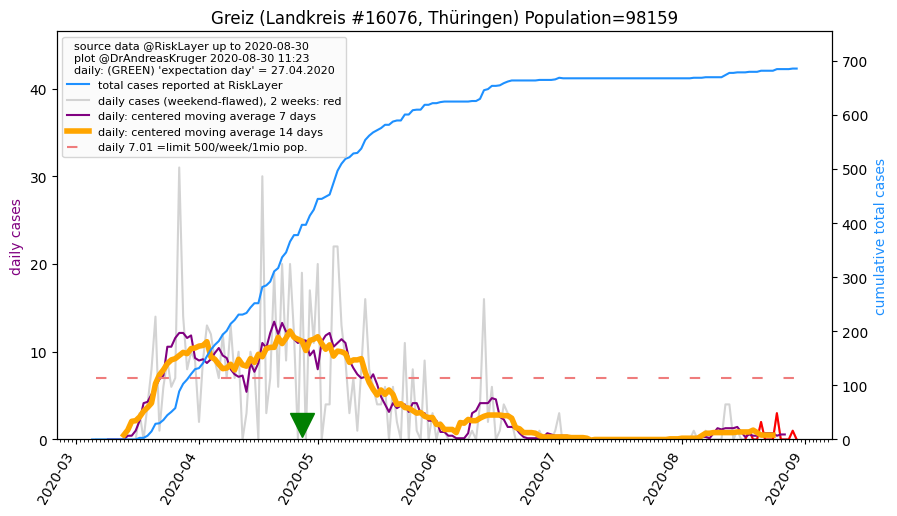 Greiz (Landkreis #16076, Thüringen) Population=98159
source data @RiskLayer up to 2020-08-30
plot @DrAndreasKruger 2020-08-30 11:23
daily: (GREEN) 'expectation day' = 27.04.2020
total cases reported at RiskLayer
daily cases (weekend-flawed), 2 weeks: red
daily: centered moving average 7 days
daily: centered moving average 14 days
daily 7.01 =limit 500/week/1mio pop.
daily cases
40
30
20
10
0
cumulative total cases
700
600
500
400
300
200
100
0
2020-03
2020-04
2020-05
2020-06
2020-07
2020-08
2020-09